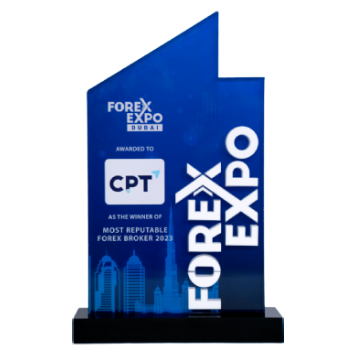 FOREX
EXPO
DUBAI
AWARDED TO
CPT
AS THE WINNER OF
MOST REPUTABLE
FOREX BROKER 2023
FOREX
EXPO